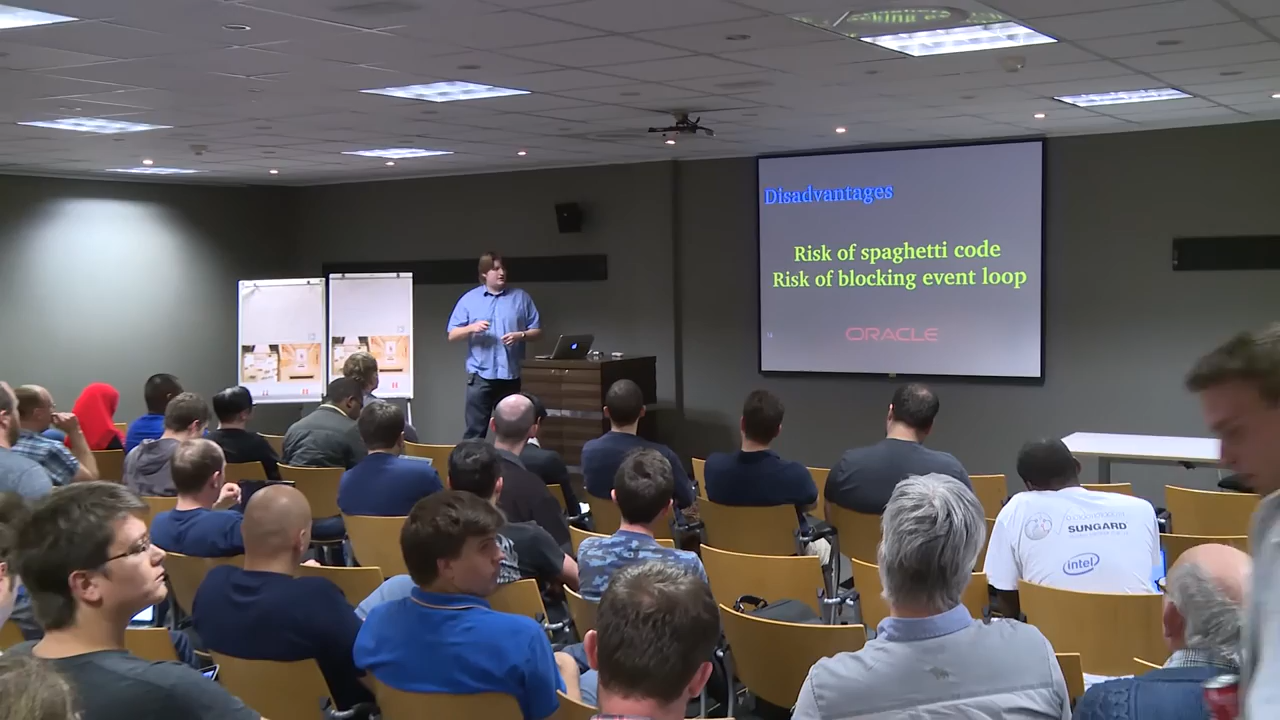 Disadvantages
Risk of spaghetti code
Risk of blocking event loop
ORACLE
SUNGARD
intel